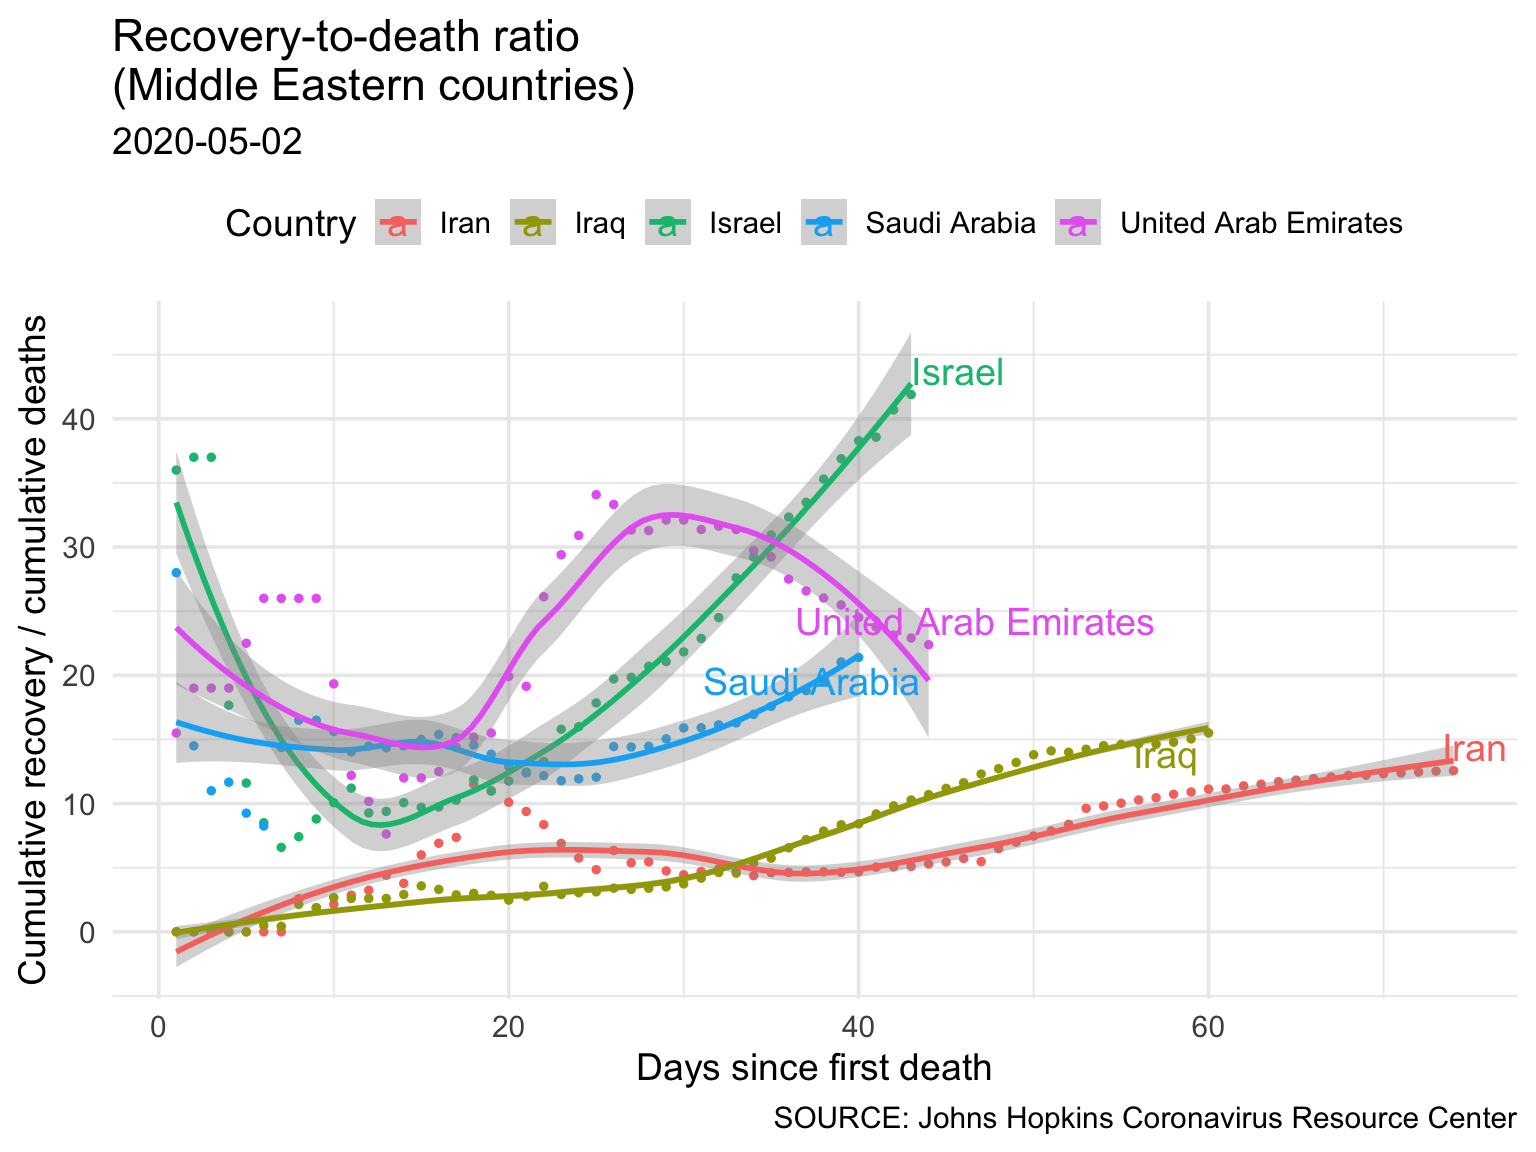 Recovery-to-death ratio
(Middle Eastern countries)
2020-05-02
Country a Iran a Iraq a Israel a Saudi Arabia a United Arab Emirates
Cumulative recovery / cumulative deaths
40
30
20
10
0
Israel
United Arab Emirates
Saudi Arabia
Iraq
Iran
0 20 40 60
Days since first death
SOURCE: Johns Hopkins Coronavirus Resource Center